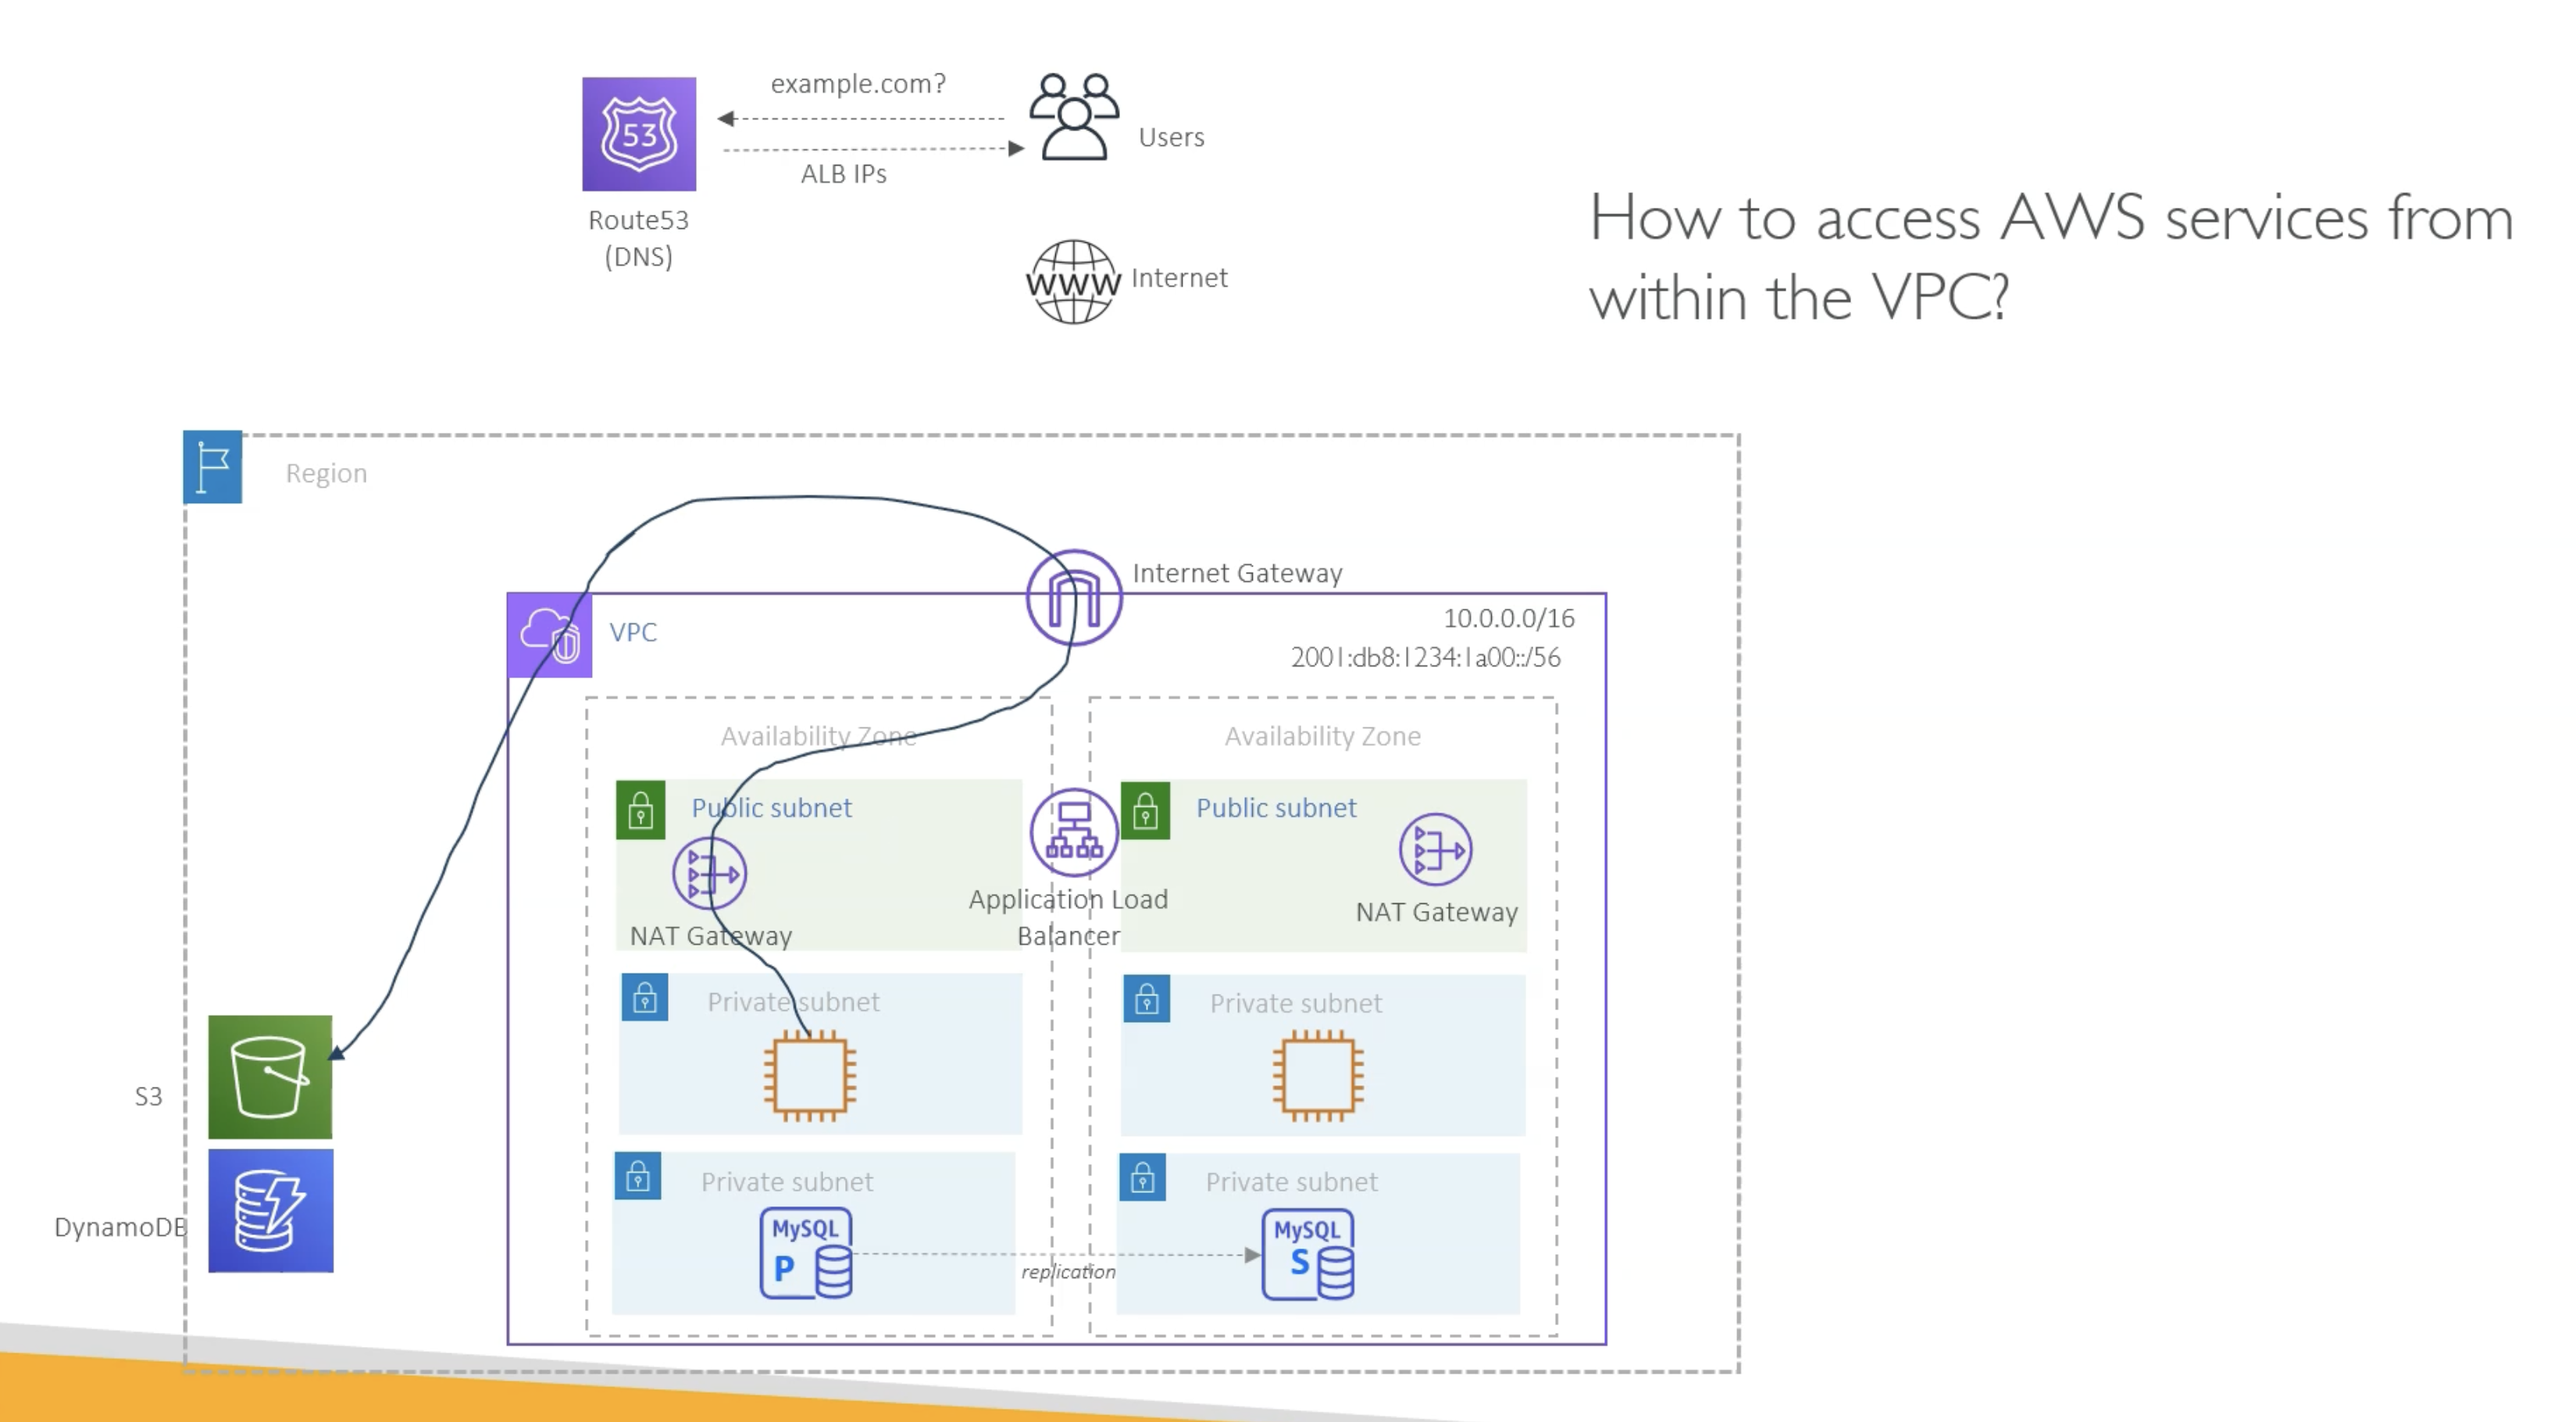 example.com?
53
ALB IPs
Users
Route53
(DNS)
WWW
Internet
How to access AWS services from
within the VPC?
Region
Internet Gateway
VPC
10.0.0.0/16
2001:db8:1234:1a00::/56
Availability Zone
Availability Zone
Public subnet
Public subnet
NAT Gateway
Application Load
Balancer
NAT Gateway
Private subnet
Private subnet
S3
DynamoDB
Private subnet
Private subnet
MySQL
P
replication
MySQL
S